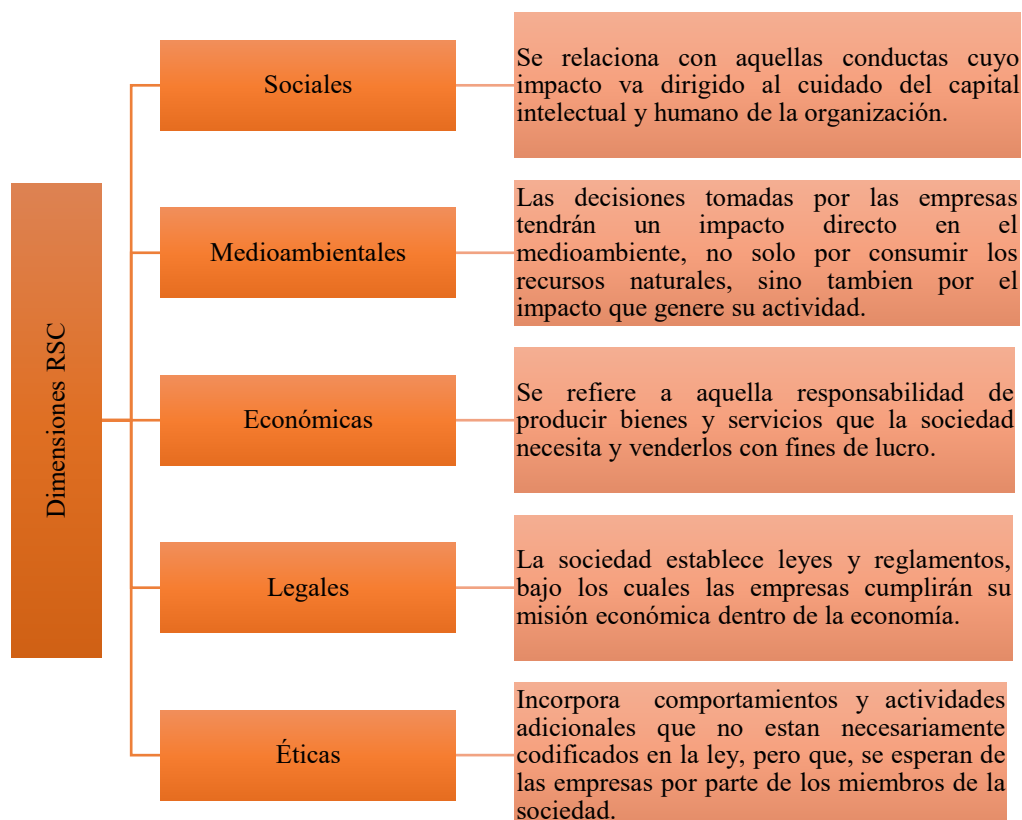 Dimensiones RSC
Sociales
Se relaciona con aquellas conductas cuyo
impacto va dirigido al cuidado del capital
intelectual y humano de la organización.
Medioambientales
Las decisiones tomadas por las empresas
tendrán un impacto directo en el
medioambiente, no solo por consumir los
recursos naturales, sino tambien por el
impacto que genere su actividad.
Económicas
Se refiere a aquella responsabilidad de
producir bienes y servicios que la sociedad
necesita y venderlos con fines de lucro.
Legales
La sociedad establece leyes y reglamentos,
bajo los cuales las empresas cumplirán su
misión económica dentro de la economía.
Éticas
Incorpora comportamientos y actividades
adicionales que no estan necesariamente
codificados en la ley, pero que, se esperan de
las empresas por parte de los miembros de la
sociedad.